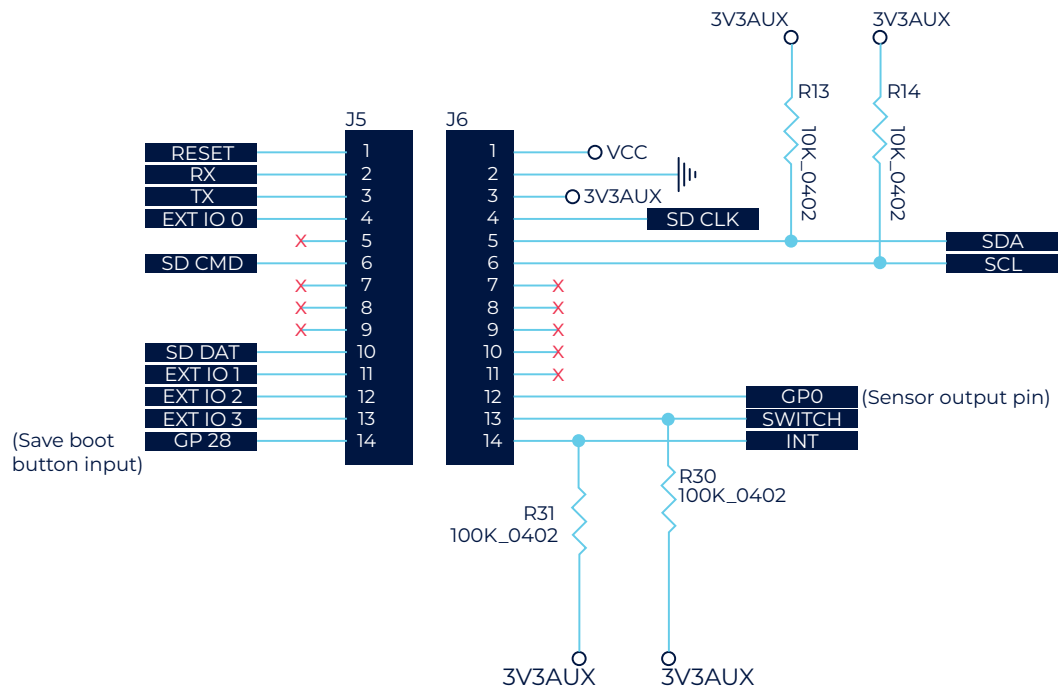 3V3AUX
3V3AUX
R13
10K_0402
R14
10K_0402
J5
J6
RESET
1
RX
2
TX
3
EXT IO 0
4
X
5
SD CMD
6
X
7
X
8
X
9
SD DAT
10
EXT IO 1
11
EXT IO 2
12
EXT IO 3
13
GP 28
14
(Save boot
button input)
1
VCC
2
3
3V3AUX
4
SD CLK
5
SDA
6
SCL
7
X
8
X
9
X
10
X
11
X
12
GP0
(Sensor output pin)
13
SWITCH
14
INT
R30
100K_0402
R31
100K_0402
3V3AUX
3V3AUX